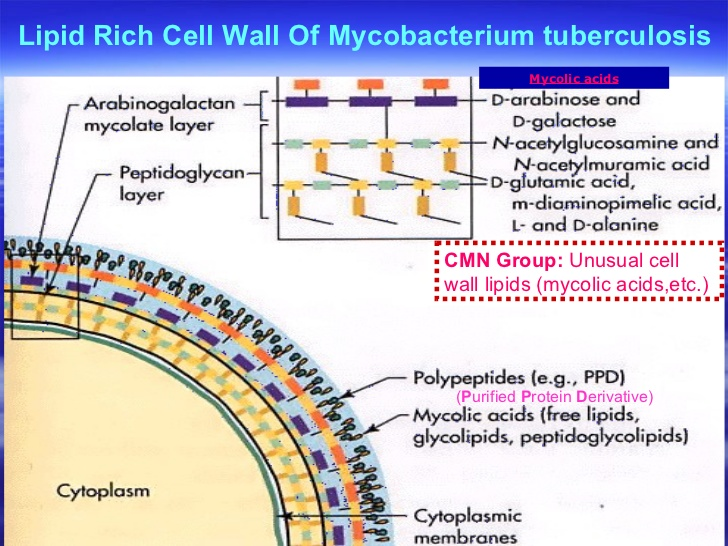 Lipid Rich Cell Wall Of Mycobacterium tuberculosis
Mycolic acids
Arabinogalactan
mycolate layer
D-arabinose and
D-galactose
N-acetylglucosamine and
N-acetylmuramic acid
Peptidoglycan
layer
D-glutamic acid,
m-diaminopimelic acid,
L- and D-alanine
CMN Group: Unusual cell
wall lipids (mycolic acids,etc.)
Polypeptides (e.g., PPD)
(Purified Protein Derivative)
Mycolic acids (free lipids,
glycolipids, peptidoglycolipids)
Cytoplasm
Cytoplasmic
membranes